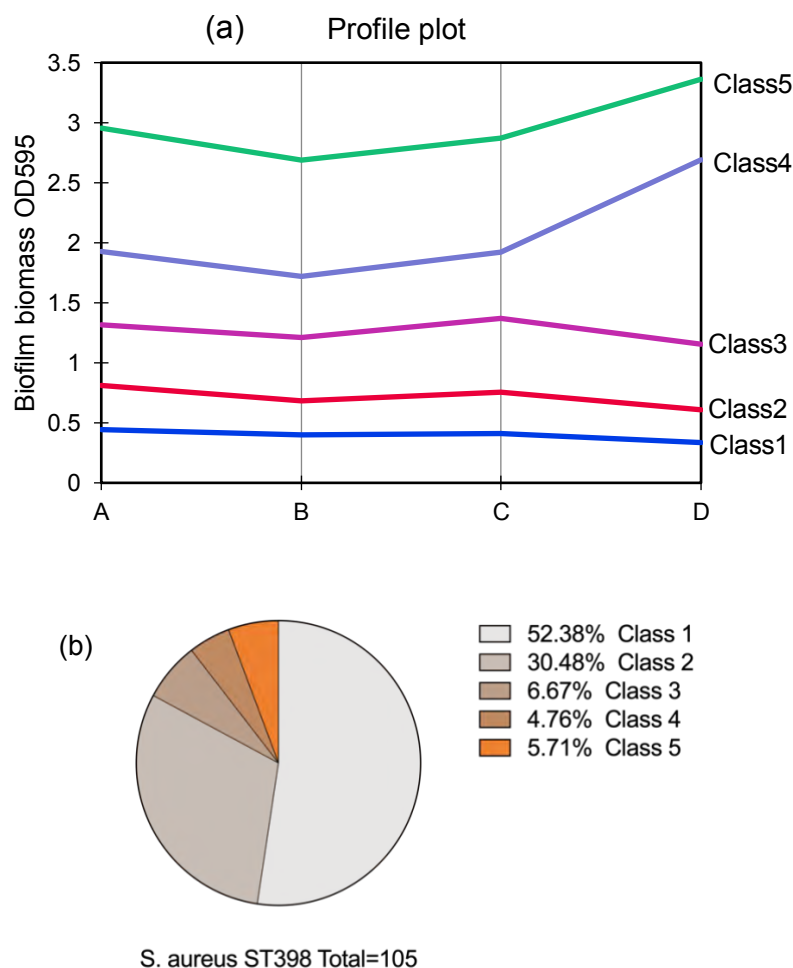 (a) Profile plot
Biofilm biomass OD595
3.5
3
2.5
2
1.5
1
0.5
0
A B C D
Class5
Class4
Class3
Class2
Class1
(b)
52.38% Class 1
30.48% Class 2
6.67% Class 3
4.76% Class 4
5.71% Class 5
S. aureus ST398 Total=105